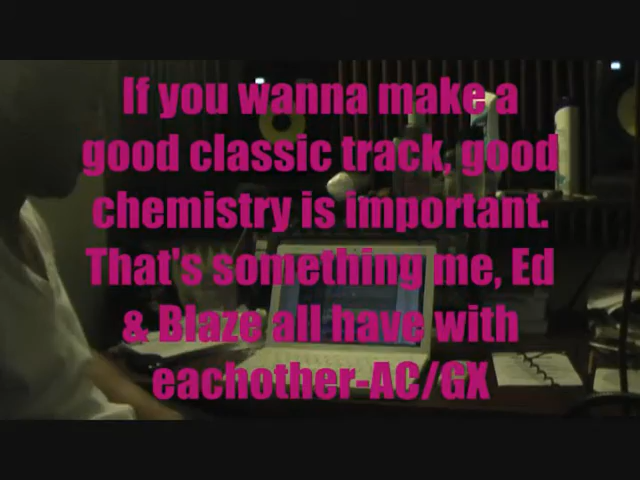 If you wanna make a
good classic track, good
chemistry is important.
That's something me, Ed
& Blaze all have with
eachother-AC/GX